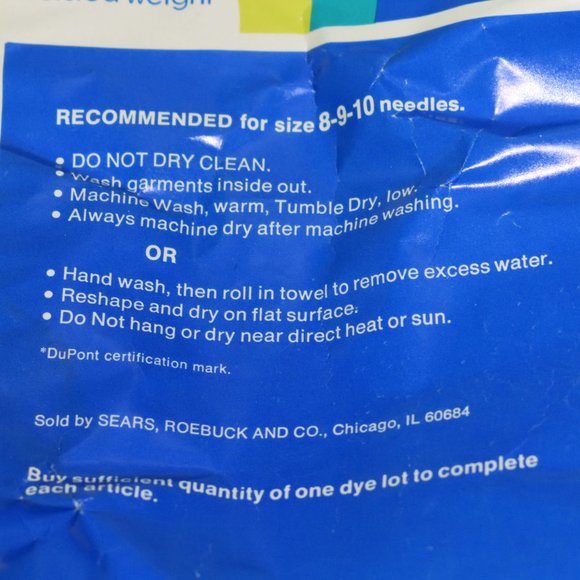 weight
RECOMMENDED for size 8-9-10 needles.
• DO NOT DRY CLEAN.
• Wash garments inside out.
• Machine Wash, warm, Tumble Dry, low.
• Always machine dry after machine washing.
OR
• Hand wash, then roll in towel to remove excess water.
• Reshape and dry on flat surface.
• Do Not hang or dry near direct heat or sun.
*DuPont certification mark.
Sold by SEARS, ROEBUCK AND CO., Chicago, IL 60684
Buy sufficient quantity of one dye lot to complete
each article.